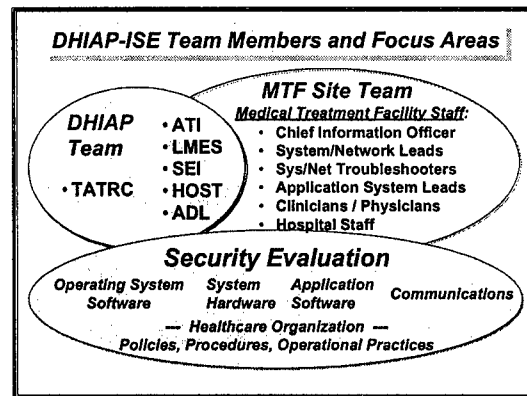 DHIAP-ISE Team Members and Focus Areas
DHIAP
Team
• TATRC
• ATI
• LMES
• SEI
• HOST
• ADL
MTF Site Team
Medical Treatment Facility Staff:
• Chief Information Officer
• System/Network Leads
• Sys/Net Troubleshooters
• Application System Leads
• Clinicians / Physicians
• Hospital Staff
Security Evaluation
Operating System
Software
System
Hardware
Application
Software
Communications
--- Healthcare Organization ---
Policies, Procedures, Operational Practices